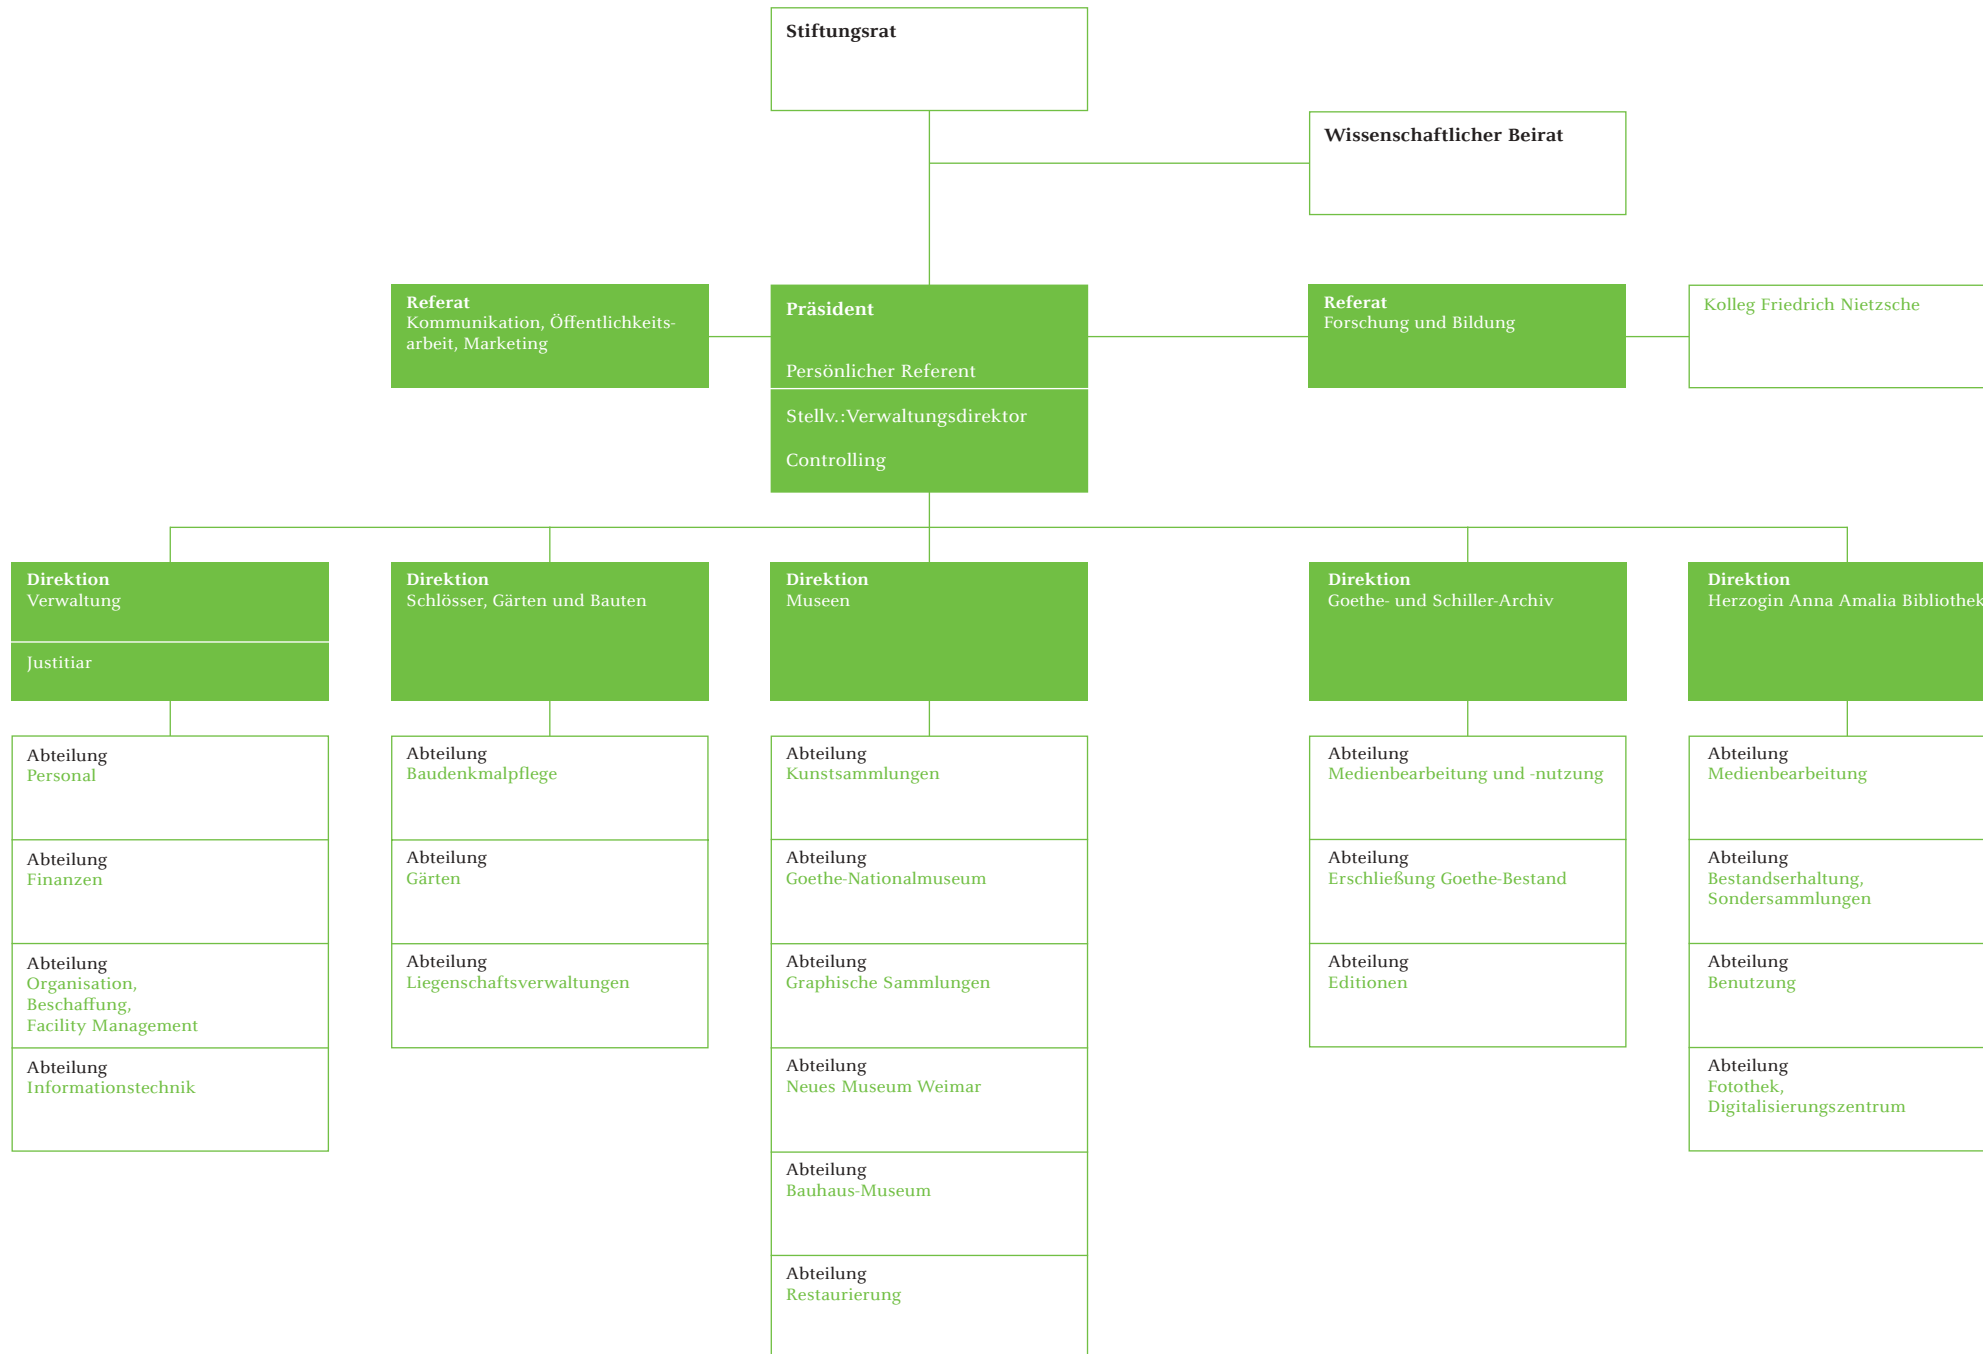 Stiftungsrat
Wissenschaftlicher Beirat
Referat
Kommunikation, Öffentlichkeits-
arbeit, Marketing
Präsident
Persönlicher Referent
Stellv.:Verwaltungsdirektor
Controlling
Referat
Forschung und Bildung
Kolleg Friedrich Nietzsche
Direktion
Verwaltung
Justitiar
Direktion
Schlösser, Gärten und Bauten
Direktion
Museen
Direktion
Goethe- und Schiller-Archiv
Direktion
Herzogin Anna Amalia Bibliothek
Abteilung
Personal
Abteilung
Finanzen
Abteilung
Organisation,
Beschaffung,
Facility Management
Abteilung
Informationstechnik
Abteilung
Baudenkmalpflege
Abteilung
Gärten
Abteilung
Liegenschaftsverwaltungen
Abteilung
Kunstsammlungen
Abteilung
Goethe-Nationalmuseum
Abteilung
Graphische Sammlungen
Abteilung
Neues Museum Weimar
Abteilung
Bauhaus-Museum
Abteilung
Restaurierung
Abteilung
Medienbearbeitung und -nutzung
Abteilung
Erschließung Goethe-Bestand
Abteilung
Editionen
Abteilung
Medienbearbeitung
Abteilung
Bestandserhaltung,
Sondersammlungen
Abteilung
Benutzung
Abteilung
Fotothek,
Digitalisierungszentrum